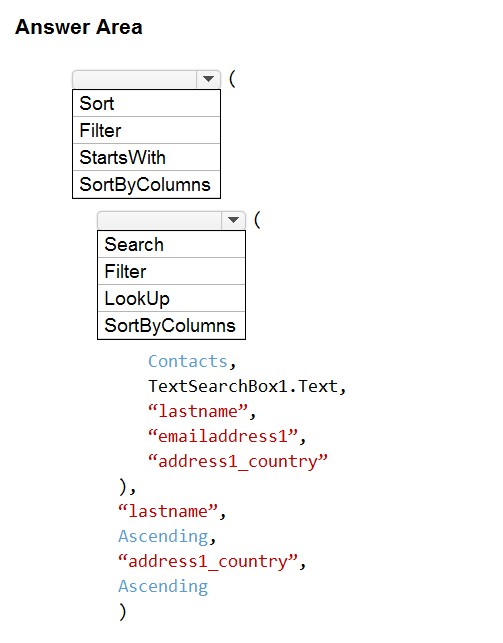 Answer Area
(
Sort
Filter
StartsWith
SortByColumns
(
Search
Filter
LookUp
SortByColumns
Contacts,
TextSearchBox1.Text,
“lastname”,
“emailaddress1”,
“address1_country”
),
“lastname”,
Ascending,
“address1_country”,
Ascending
)